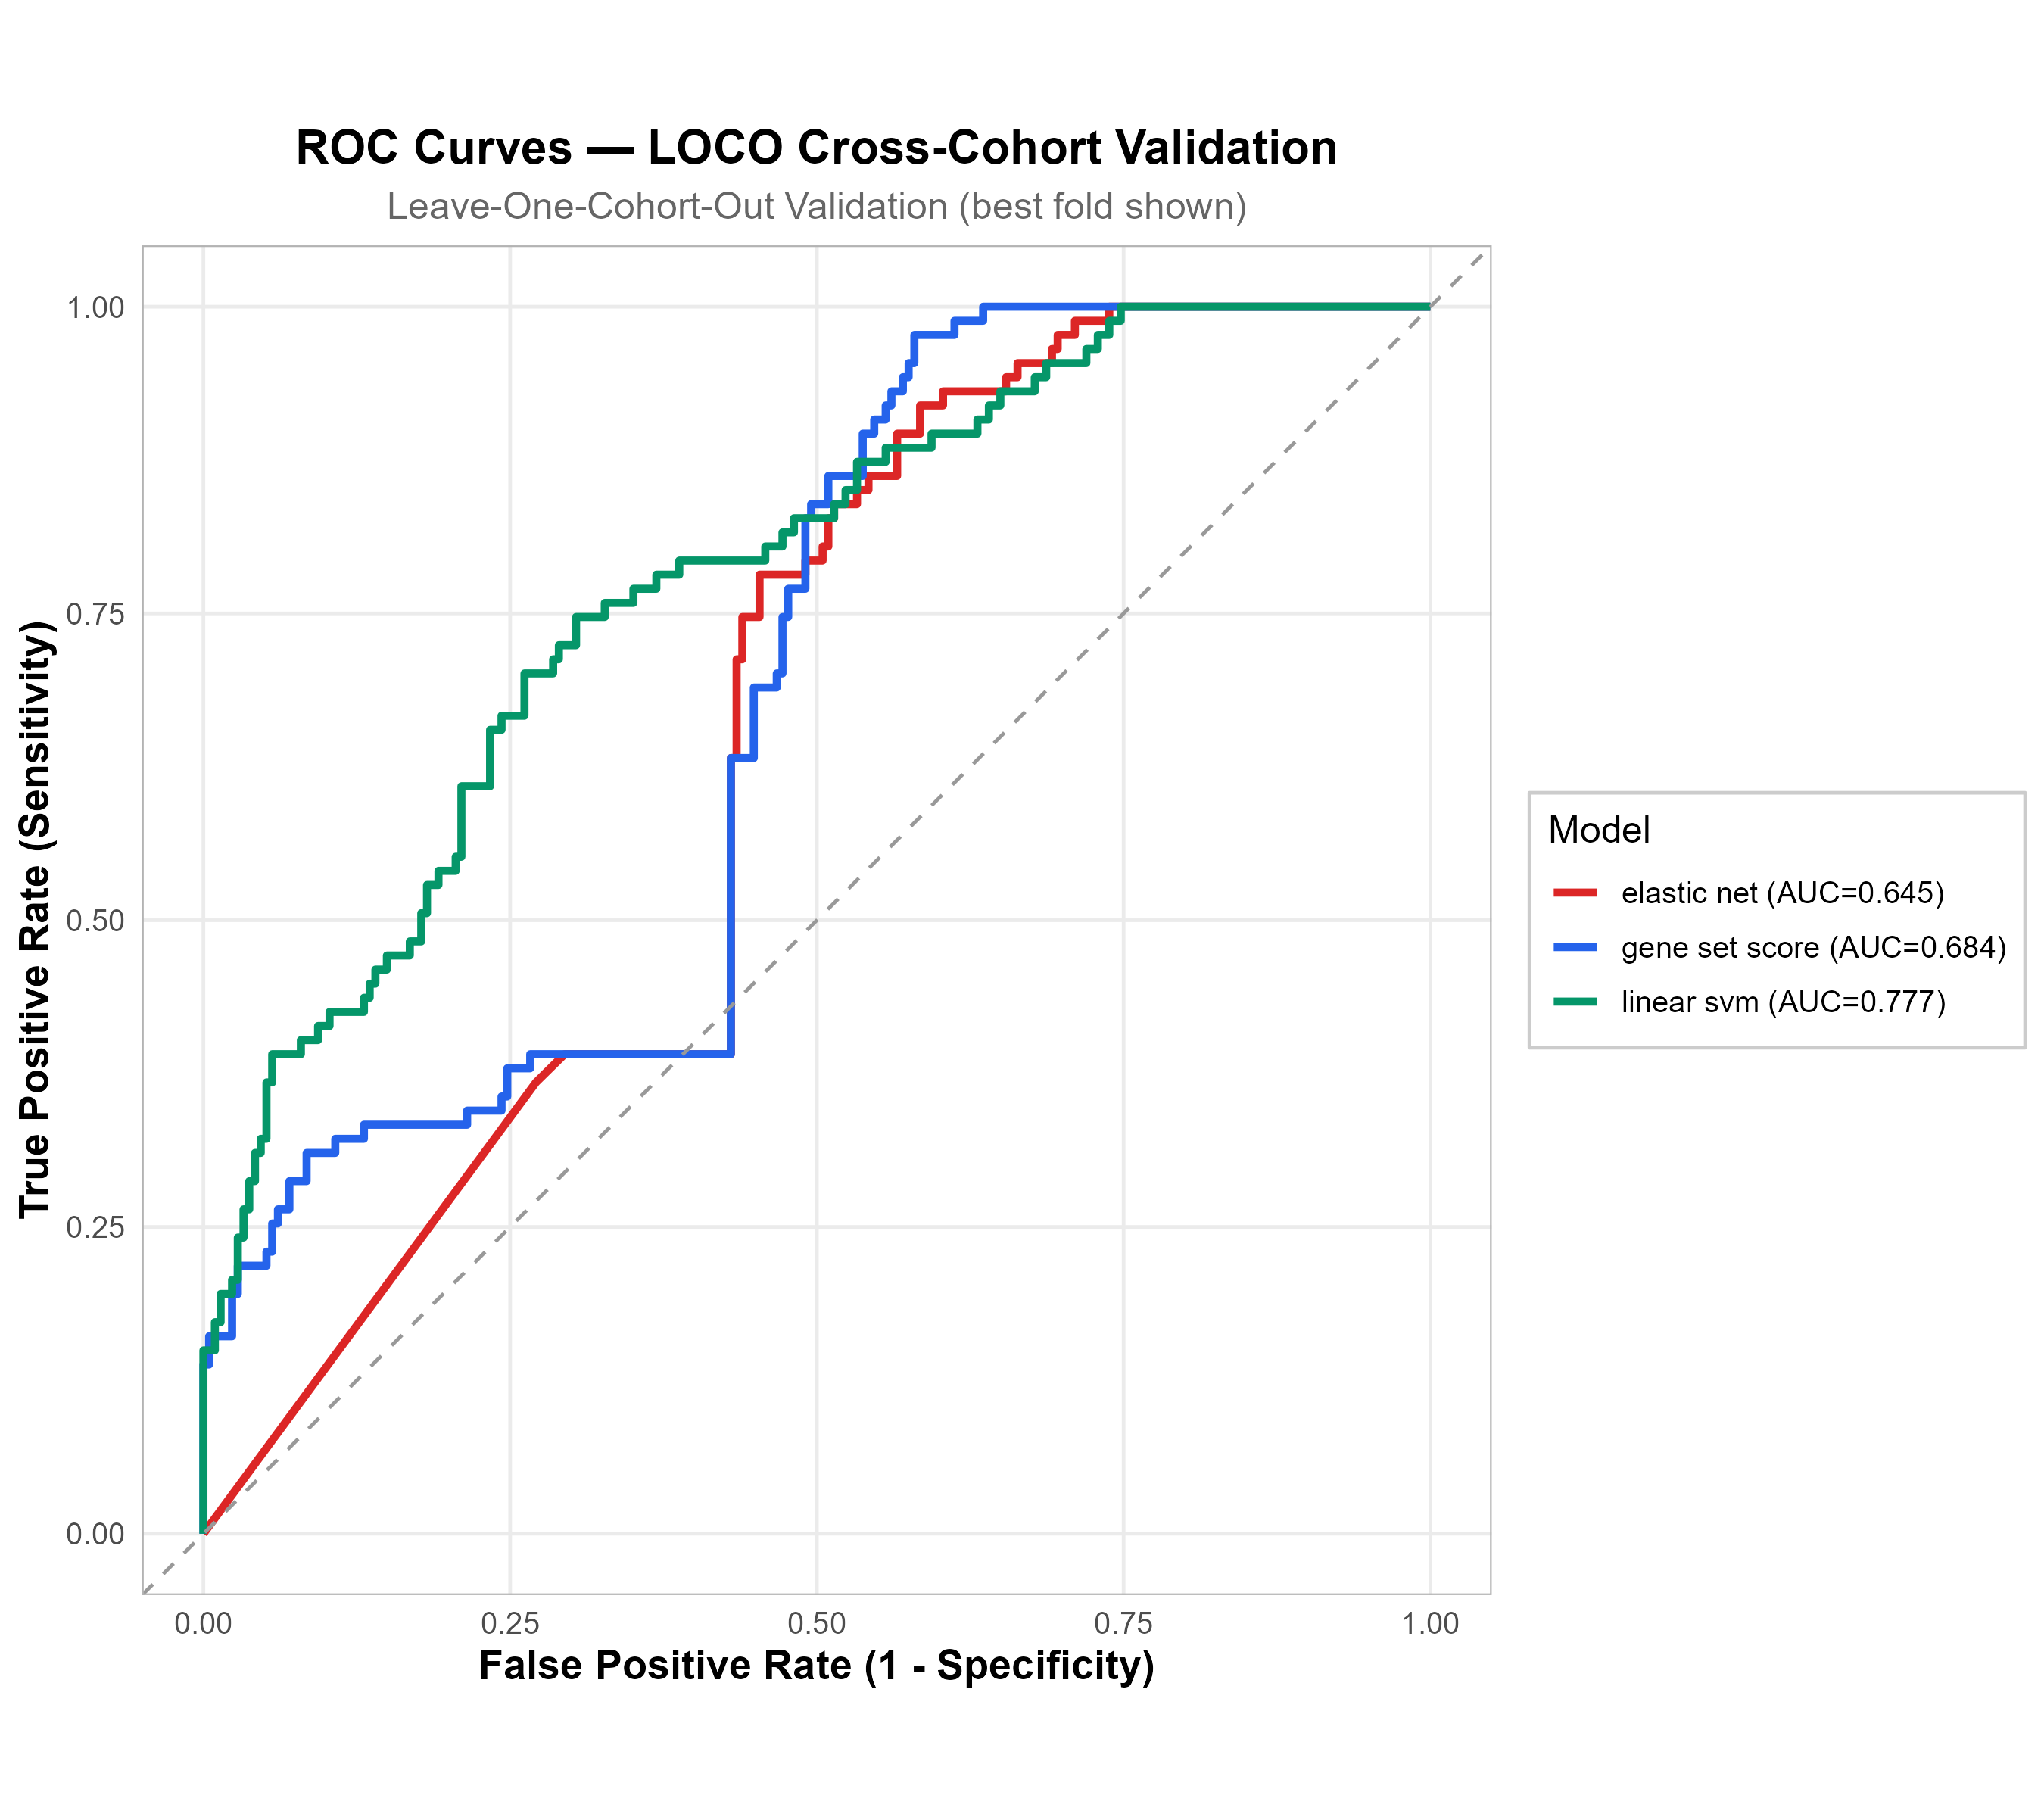 ROC Curves — LOCO Cross-Cohort Validation
Leave-One-Cohort-Out Validation (best fold shown)
True Positive Rate (Sensitivity)
1.00
0.75
0.50
0.25
0.00
0.00 0.25 0.50 0.75 1.00
False Positive Rate (1 - Specificity)
Model
elastic net (AUC=0.645)
gene set score (AUC=0.684)
linear svm (AUC=0.777)